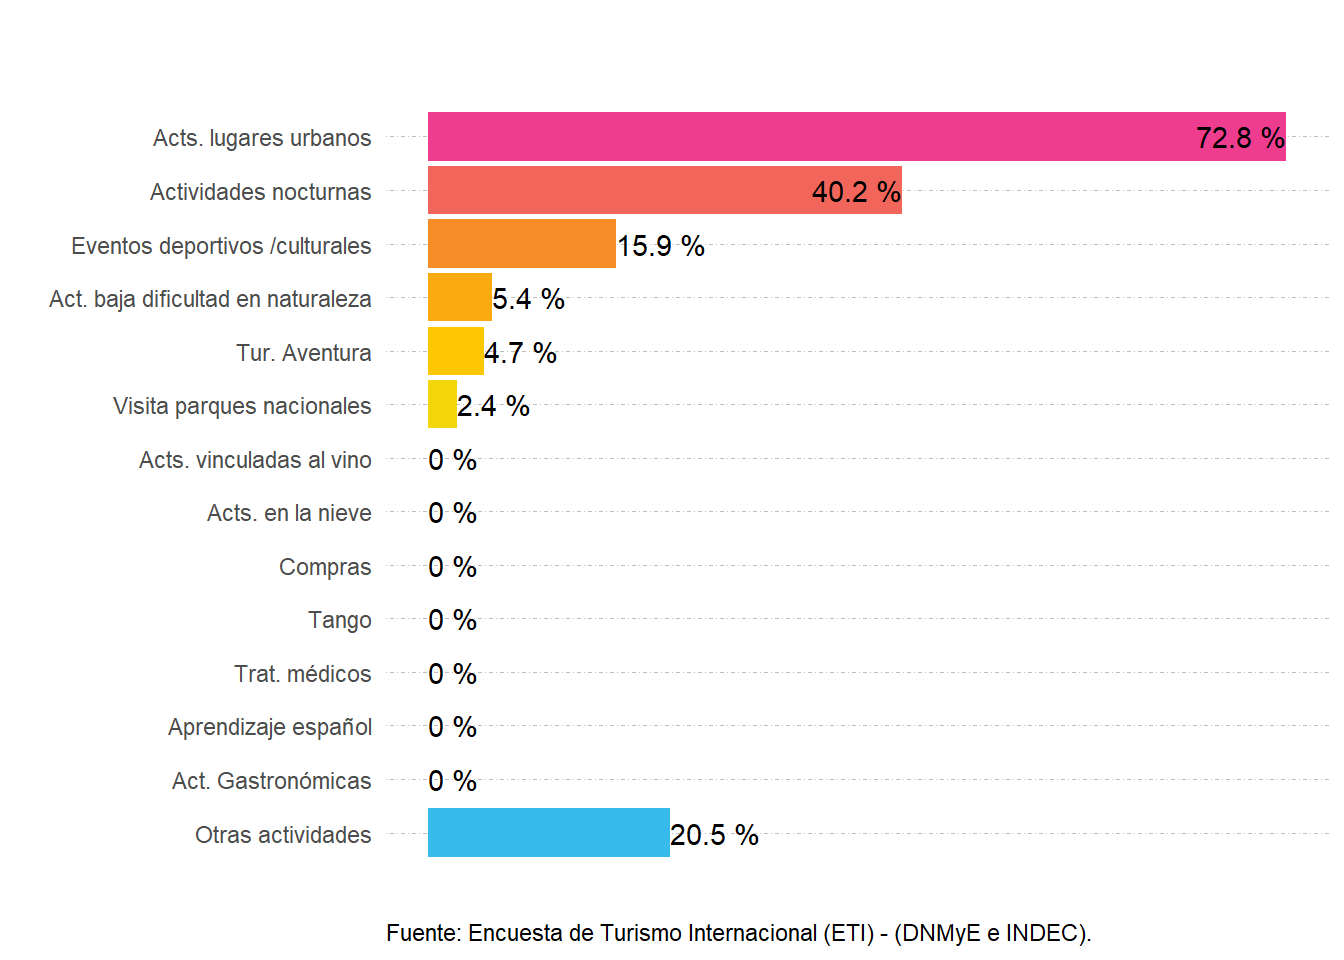 Acts. lugares urbanos 72.8 %
Actividades nocturnas 40.2 %
Eventos deportivos /culturales 15.9 %
Act. baja dificultad en naturaleza 5.4 %
Tur. Aventura 4.7 %
Visita parques nacionales 2.4 %
Acts. vinculadas al vino 0 %
Acts. en la nieve 0 %
Compras 0 %
Tango 0 %
Trat. médicos 0 %
Aprendizaje español 0 %
Act. Gastronómicas 0 %
Otras actividades 20.5 %
Fuente: Encuesta de Turismo Internacional (ETI) - (DNMyE e INDEC).